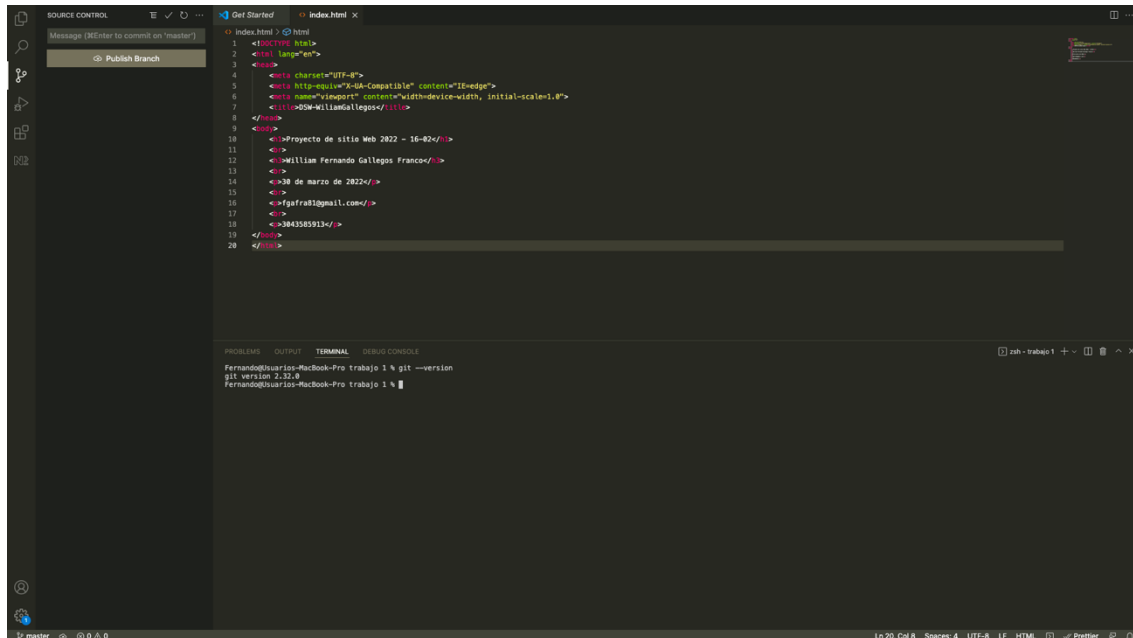 SOURCE CONTROL
Message (⌘Enter to commit on 'master')
Publish Branch
Get Started
index.html
index.html > html
1 <!DOCTYPE html>
2 <html lang="en">
3 <head>
4 <meta charset="UTF-8">
5 <meta http-equiv="X-UA-Compatible" content="IE=edge">
6 <meta name="viewport" content="width=device-width, initial-scale=1.0">
7 <title>DSW-WiliamGallegos</title>
8 </head>
9 <body>
10 <h1>Proyecto de sitio Web 2022 - 16-02</h1>
11 <br>
12 <h3>William Fernando Gallegos Franco</h3>
13 <br>
14 <p>30 de marzo de 2022</p>
15 <br>
16 <p>fgafra81@gmail.com</p>
17 <br>
18 <p>3043585913</p>
19 </body>
20 </html>
PROBLEMS OUTPUT TERMINAL DEBUG CONSOLE
zsh - trabajo 1
Fernando@Usuarios-MacBook-Pro trabajo 1 % git --version
git version 2.32.0
Fernando@Usuarios-MacBook-Pro trabajo 1 %
master 0 0
Ln 20, Col 8 Spaces: 4 UTF-8 LF HTML Prettier